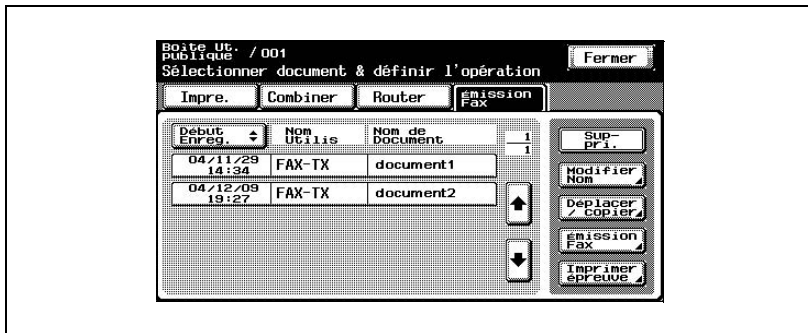 Boîte Ut.
publique / 001
Sélectionner document & définir l'opération
Fermer
Impre. Combiner Router émission
Fax
Début
Enreg. Nom
Utilis Nom de
Document 1
1
04/11/29
14:34 FAX-TX document1
04/12/09
19:27 FAX-TX document2
Sup-
pri.
Modifier
Nom
Déplacer
/ copier
émission
Fax
Imprimer
épreuve